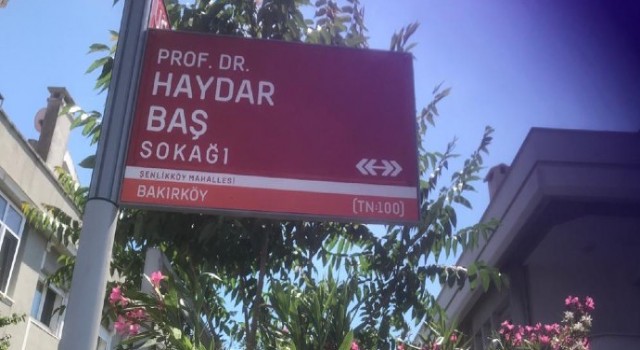 PROF. DR.
HAYDAR
BAŞ
SOKAĞI
ŞENLİKKÖY MAHALLESİ
BAKIRKÖY
(TN:100)